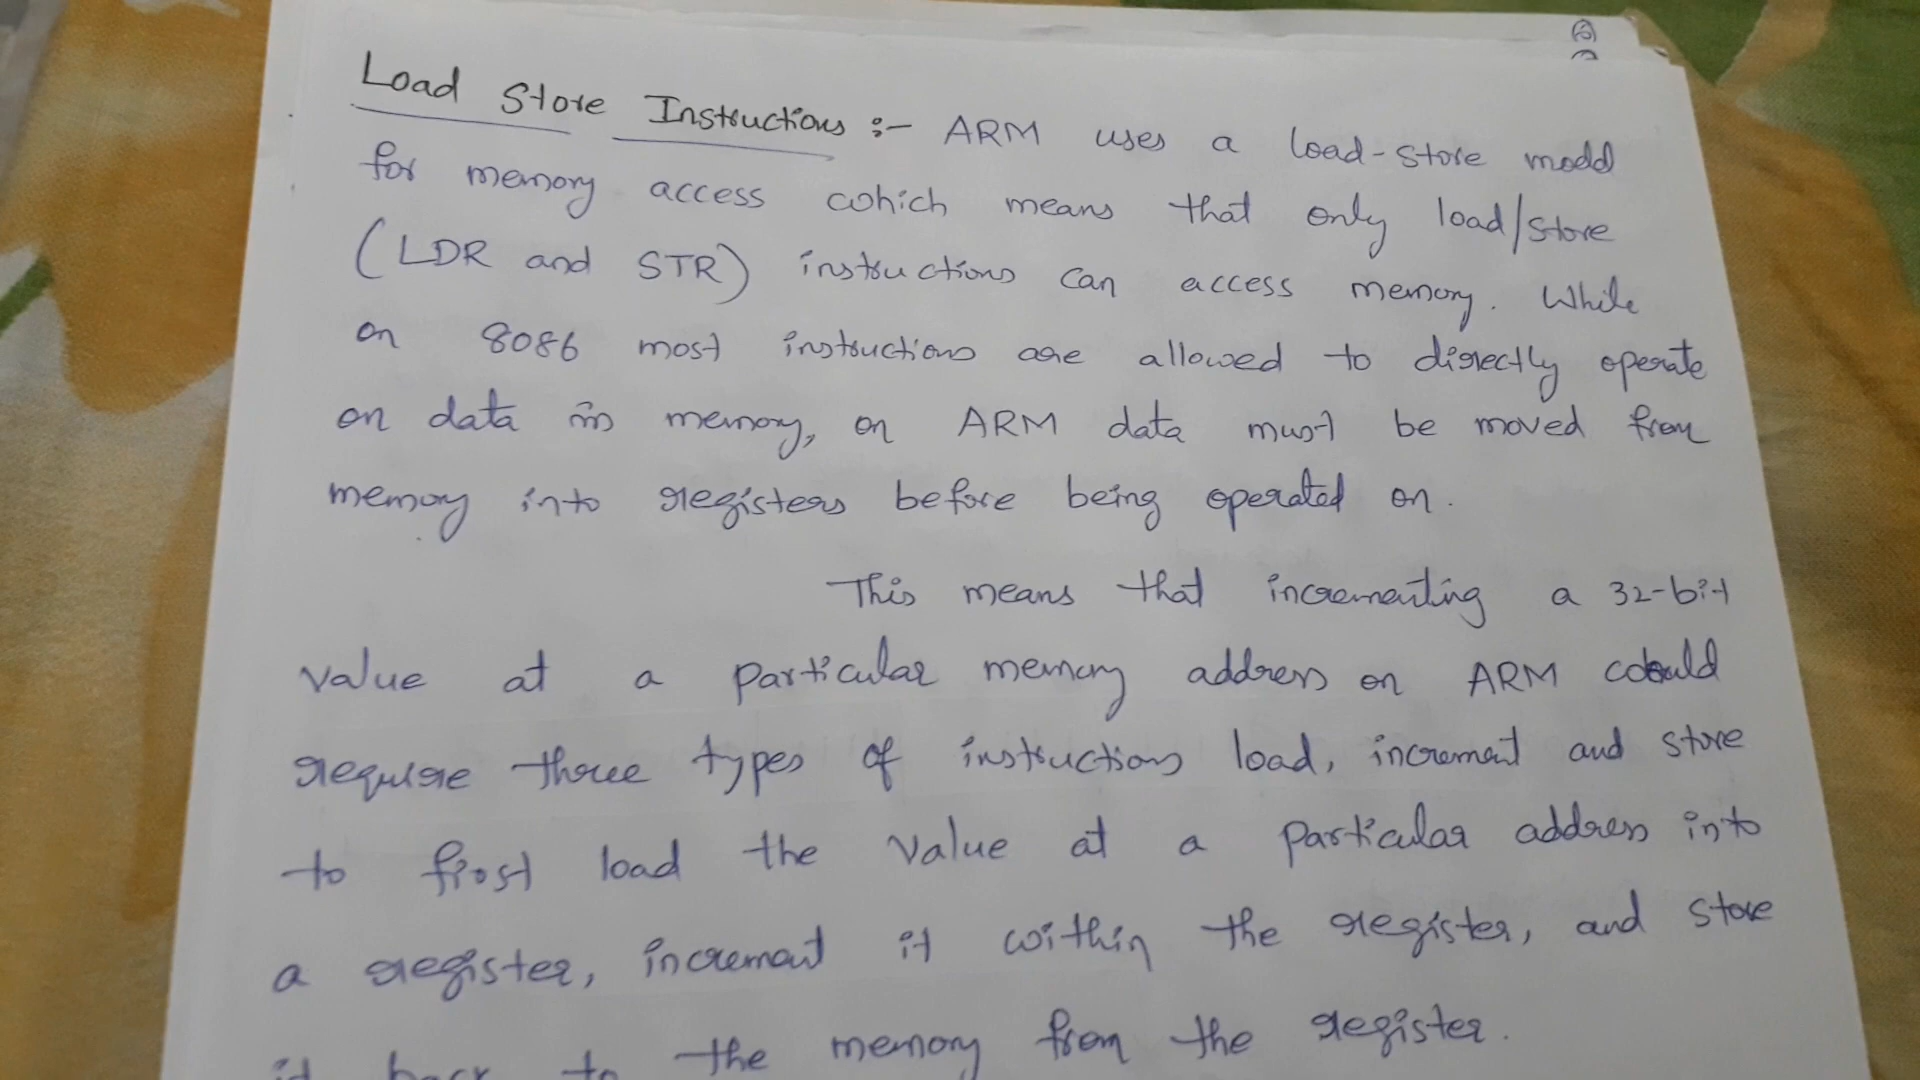 Load Store Instructions :- ARM uses a load-store model
for memory access which means that only load/store
(LDR and STR) instructions can access memory. While
on 8086 most instructions are allowed to directly operate
on data in memory, on ARM data must be moved from
memory into registers before being operated on.
This means that incrementing a 32-bit
value at a particular memory address on ARM could
require three types of instructions load, increment and store
to first load the value at a particular address into
a register, increment it within the register, and store
it back to the memory from the register.